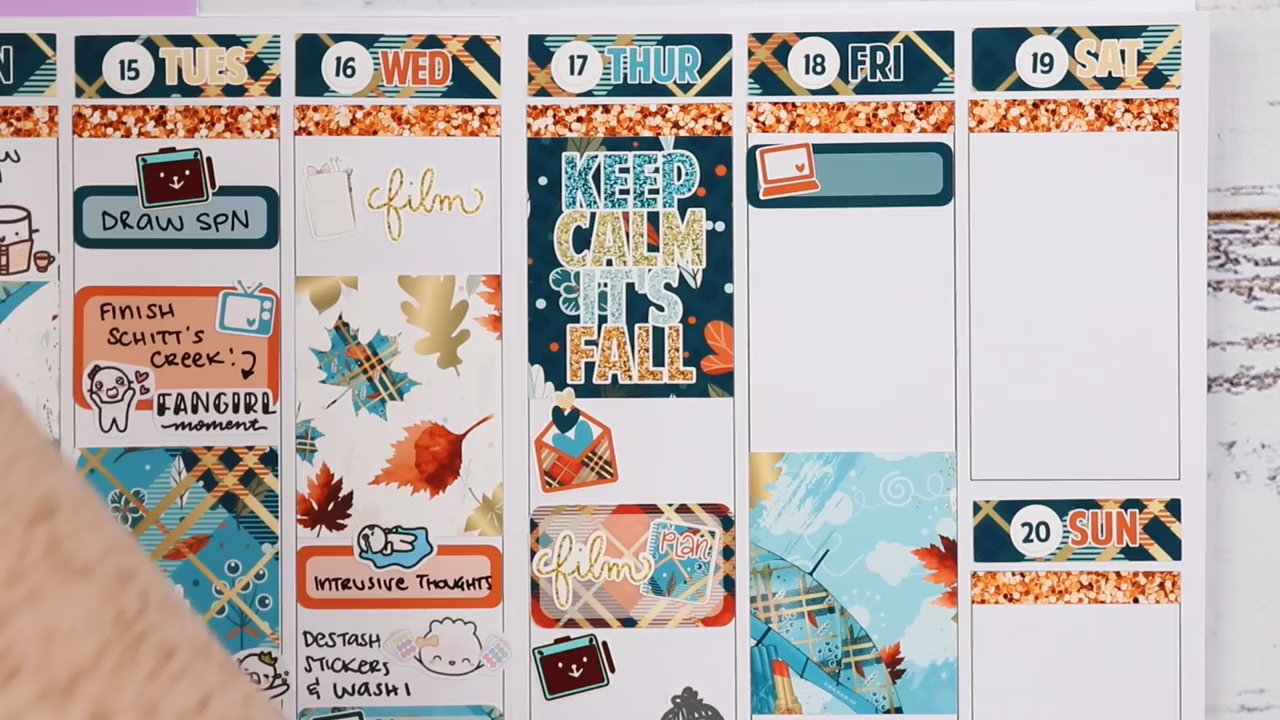 N
15 TUES
DRAW SPN
FINISH
SCHITT'S
CREEK!
FANGIRL
moment
16 WED
film
INTRUSIVE THOUGHTS
DESTASH
STICKERS
& WASHI
17 THUR
KEEP
CALM
IT'S
FALL
film
PLAN
18 FRI
19 SAT
20 SUN